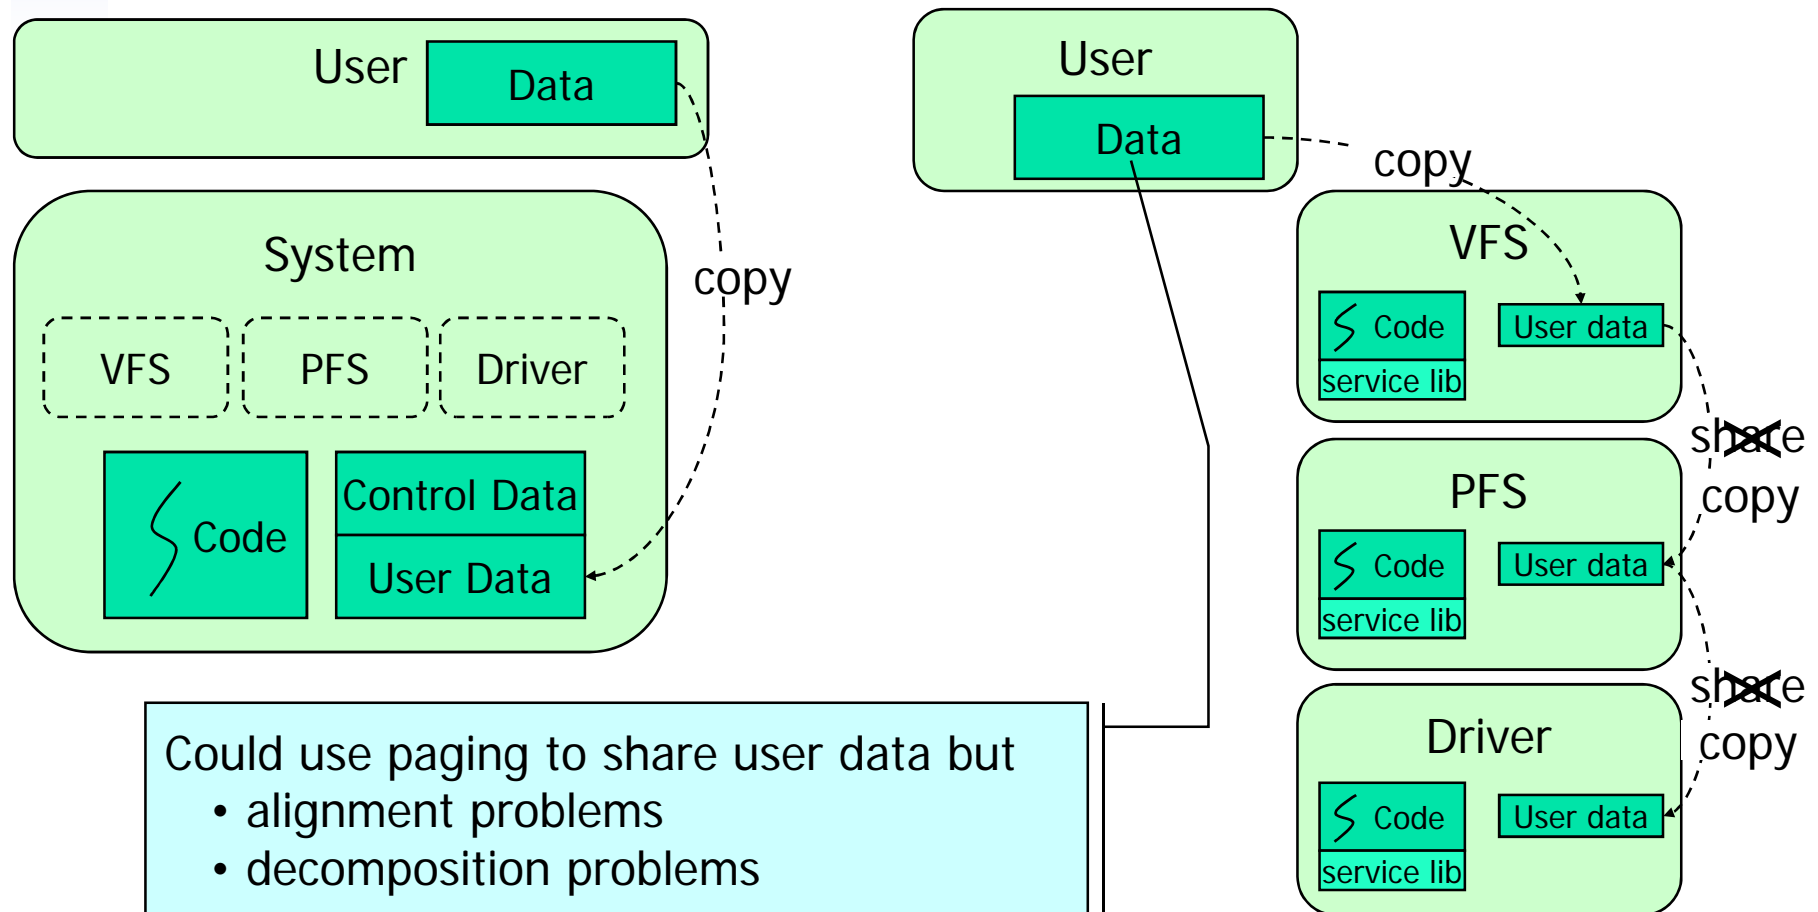 User
Data
System
VFS
PFS
Driver
Code
Control Data
User Data
copy
User
Data
copy
VFS
Code
service lib
User data
share
copy
PFS
Code
service lib
User data
share
copy
Driver
Code
service lib
User data
Could use paging to share user data but
• alignment problems
• decomposition problems